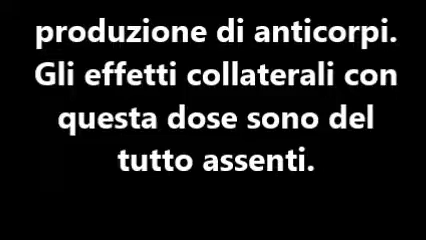 produzione di anticorpi.
Gli effetti collaterali con
questa dose sono del
tutto assenti.